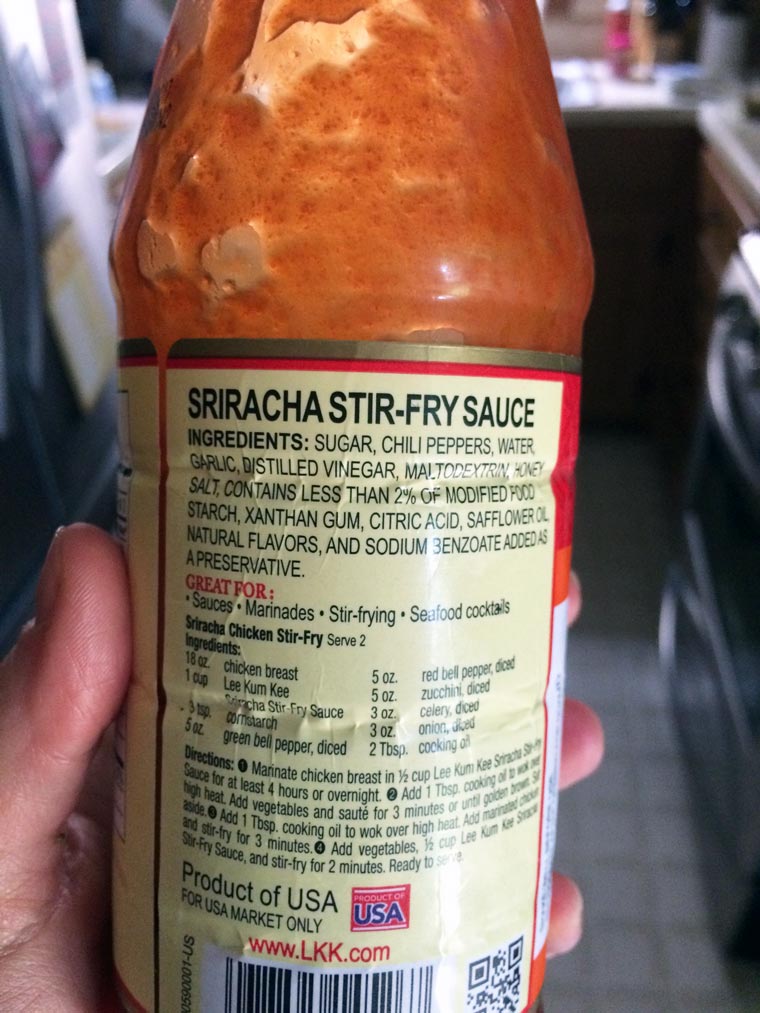 SRIRACHA STIR-FRY SAUCE
INGREDIENTS: SUGAR, CHILI PEPPERS, WATER,
GARLIC, DISTILLED VINEGAR, MALTODEXTRIN, HONEY
SALT, CONTAINS LESS THAN 2% OF MODIFIED FOOD
STARCH, XANTHAN GUM, CITRIC ACID, SAFFLOWER OIL,
NATURAL FLAVORS, AND SODIUM BENZOATE ADDED AS
A PRESERVATIVE.
GREAT FOR:
• Sauces • Marinades • Stir-frying • Seafood cocktails
Sriracha Chicken Stir-Fry Serve 2
Ingredients:
18 oz. chicken breast
1 cup Lee Kum Kee
Sriracha Stir-Fry Sauce
3 tsp. cornstarch
5 oz. green bell pepper, diced
5 oz. red bell pepper, diced
5 oz. zucchini, diced
3 oz. celery, diced
3 oz. onion, diced
2 Tbsp. cooking oil
Directions: ❶ Marinate chicken breast in ½ cup Lee Kum Kee Sriracha Stir-Fry
Sauce for at least 4 hours or overnight. ❷ Add 1 Tbsp. cooking oil to wok over
high heat. Add vegetables and sauté for 3 minutes or until golden brown. Set
aside. ❸ Add 1 Tbsp. cooking oil to wok over high heat. Add marinated chicken
and stir-fry for 3 minutes. ❹ Add vegetables, ½ cup Lee Kum Kee Sriracha
Stir-Fry Sauce, and stir-fry for 2 minutes. Ready to serve.
Product of USA
FOR USA MARKET ONLY
PRODUCT OF
USA
www.LKK.com